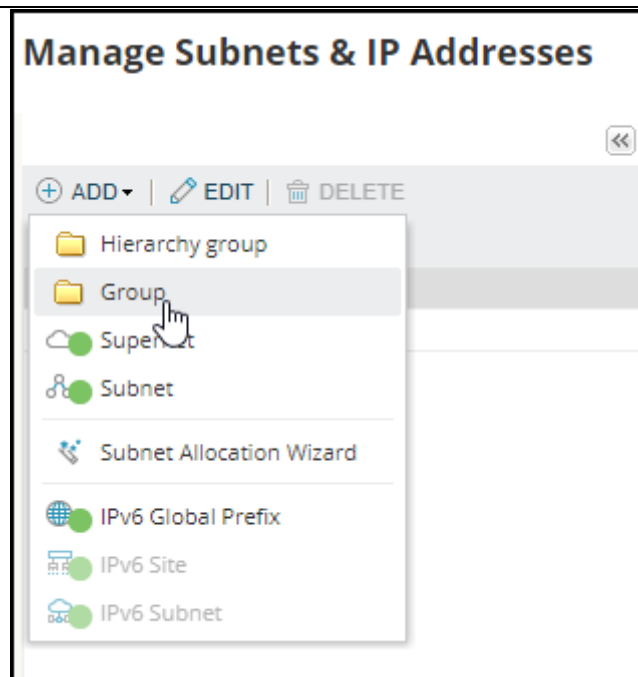 Manage Subnets & IP Addresses
ADD | EDIT | DELETE
Hierarchy group
Group
Supernet
Subnet
Subnet Allocation Wizard
IPv6 Global Prefix
IPv6 Site
IPv6 Subnet